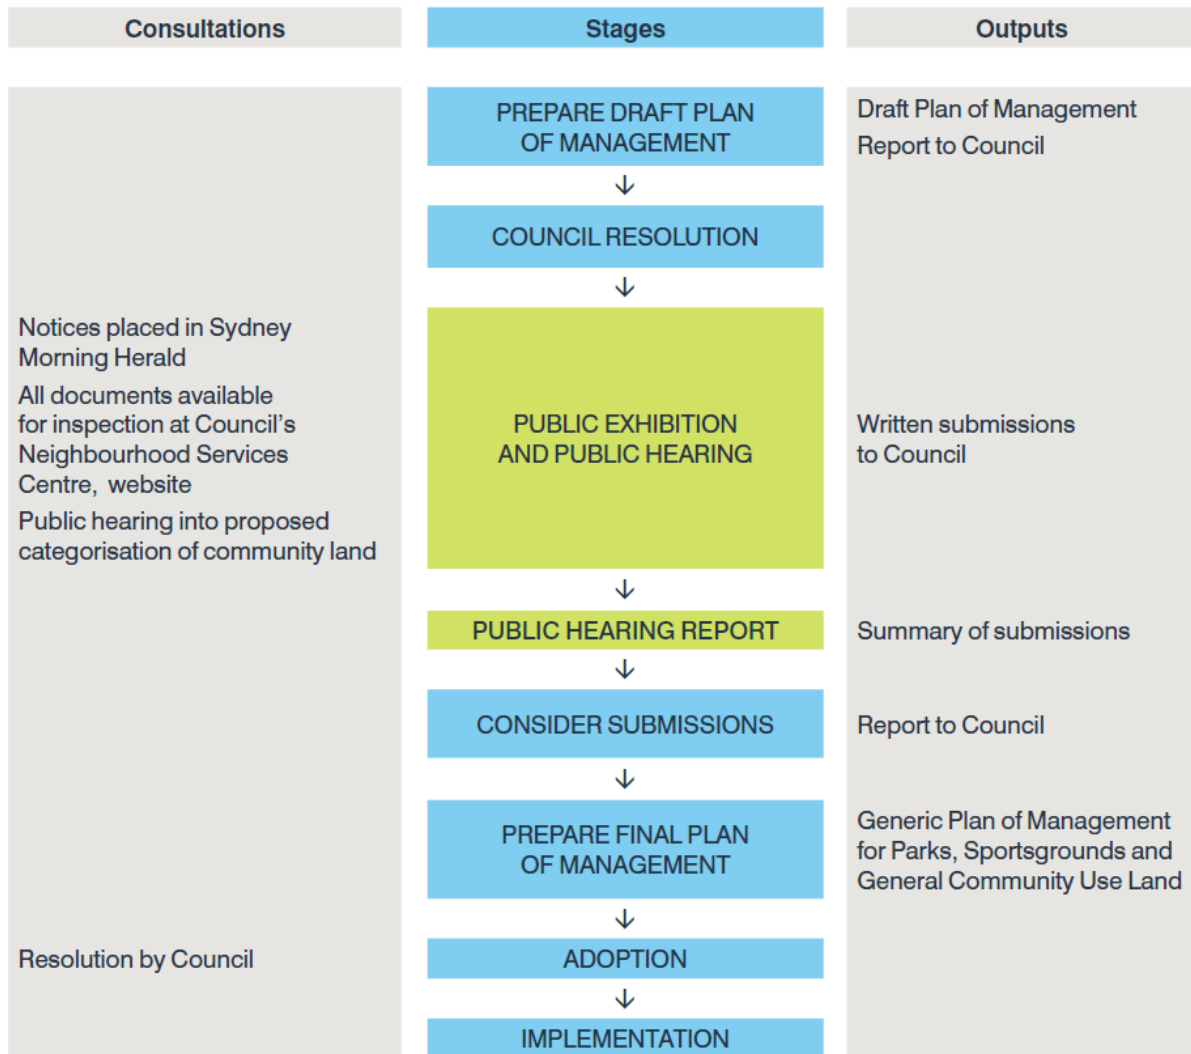 Consultations
Stages
Outputs
PREPARE DRAFT PLAN
OF MANAGEMENT
Draft Plan of Management
Report to Council
↓
COUNCIL RESOLUTION
↓
Notices placed in Sydney
Morning Herald
All documents available
for inspection at Council’s
Neighbourhood Services
Centre, website
Public hearing into proposed
categorisation of community land
PUBLIC EXHIBITION
AND PUBLIC HEARING
Written submissions
to Council
↓
PUBLIC HEARING REPORT
Summary of submissions
↓
CONSIDER SUBMISSIONS
Report to Council
↓
PREPARE FINAL PLAN
OF MANAGEMENT
Generic Plan of Management
for Parks, Sportsgrounds and
General Community Use Land
↓
Resolution by Council
ADOPTION
↓
IMPLEMENTATION